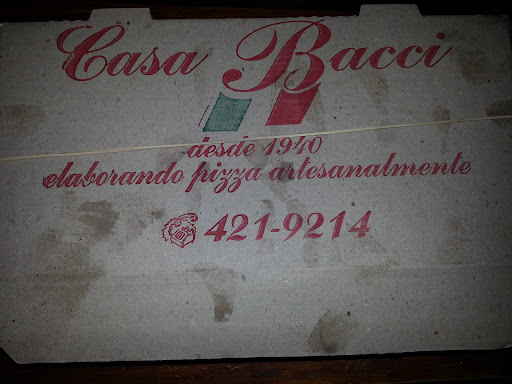 Casa Bacci
desde 1940
elaborando pizza artesanalmente
421-9214